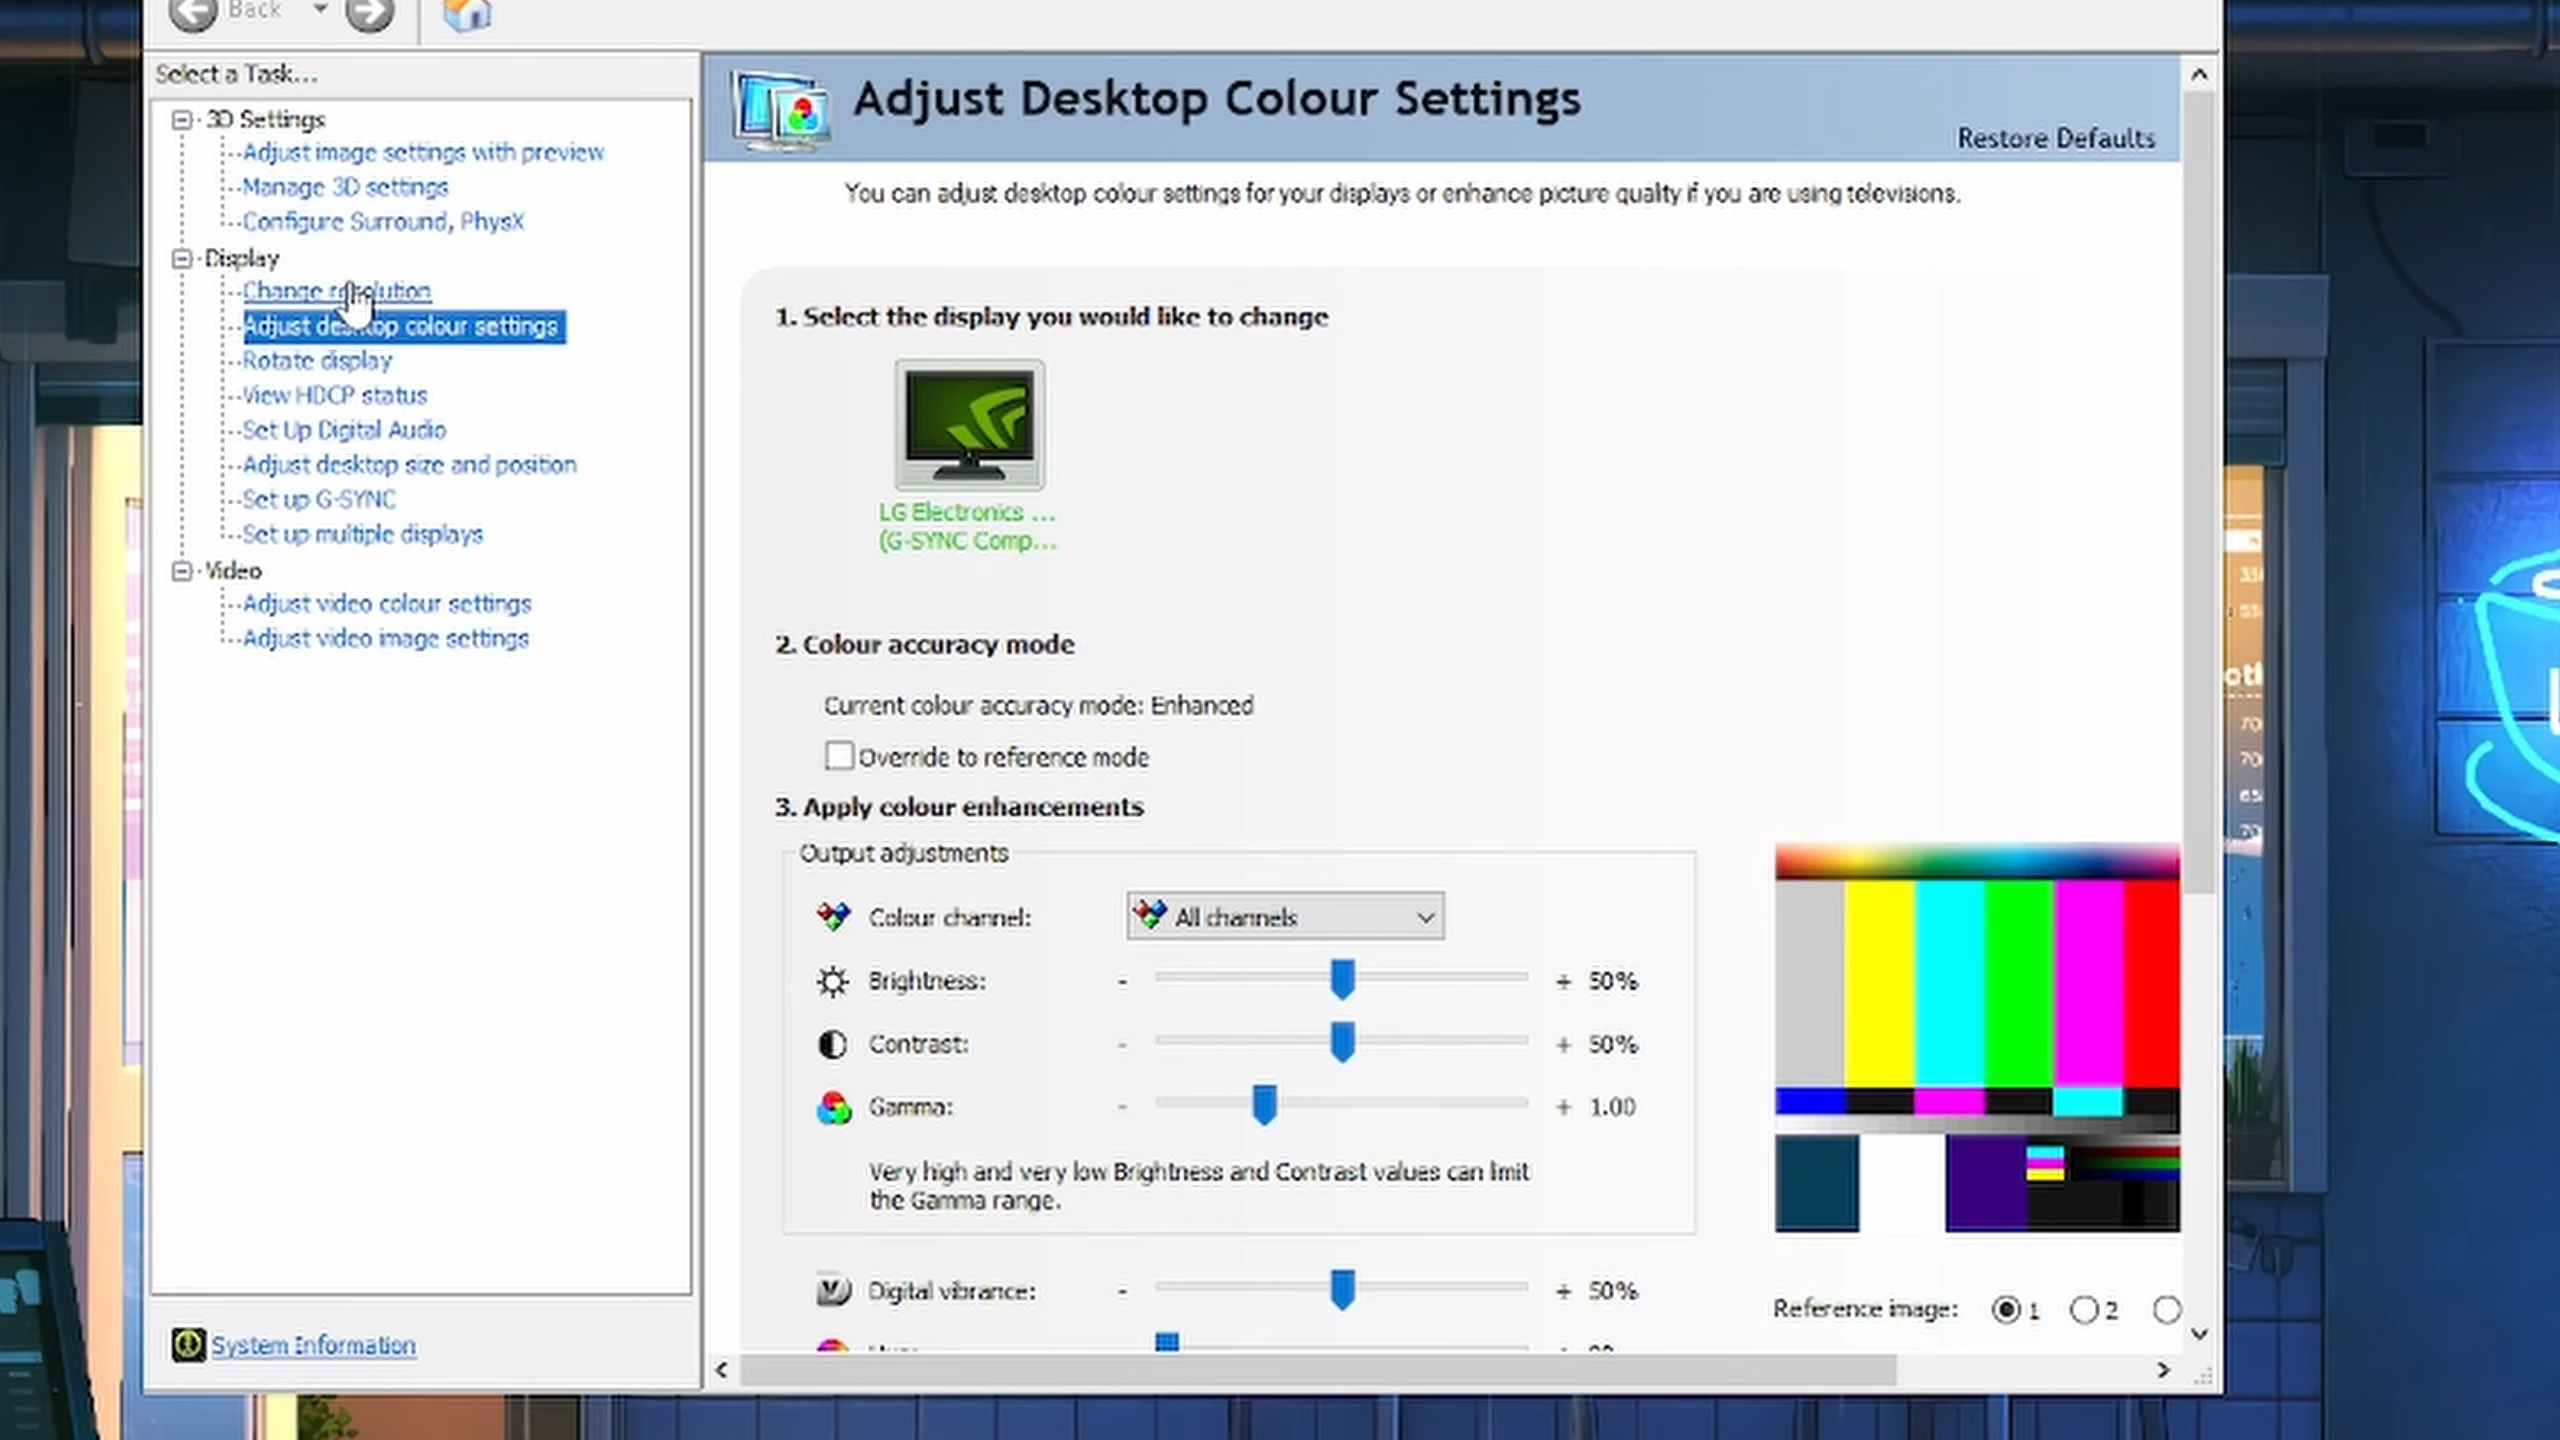 Back
Select a Task...
3D Settings
Adjust image settings with preview
Manage 3D settings
Configure Surround, PhysX
Display
Change resolution
Adjust desktop colour settings
Rotate display
View HDCP status
Set Up Digital Audio
Adjust desktop size and position
Set up G-SYNC
Set up multiple displays
Video
Adjust video colour settings
Adjust video image settings
System Information
Adjust Desktop Colour Settings
Restore Defaults
You can adjust desktop colour settings for your displays or enhance picture quality if you are using televisions.
1. Select the display you would like to change
LG Electronics ...
(G-SYNC Comp...
2. Colour accuracy mode
Current colour accuracy mode: Enhanced
Override to reference mode
3. Apply colour enhancements
Output adjustments
Colour channel: All channels
Brightness: - + 50%
Contrast: - + 50%
Gamma: - + 1.00
Very high and very low Brightness and Contrast values can limit
the Gamma range.
Digital vibrance: - + 50%
Reference image: 1 2